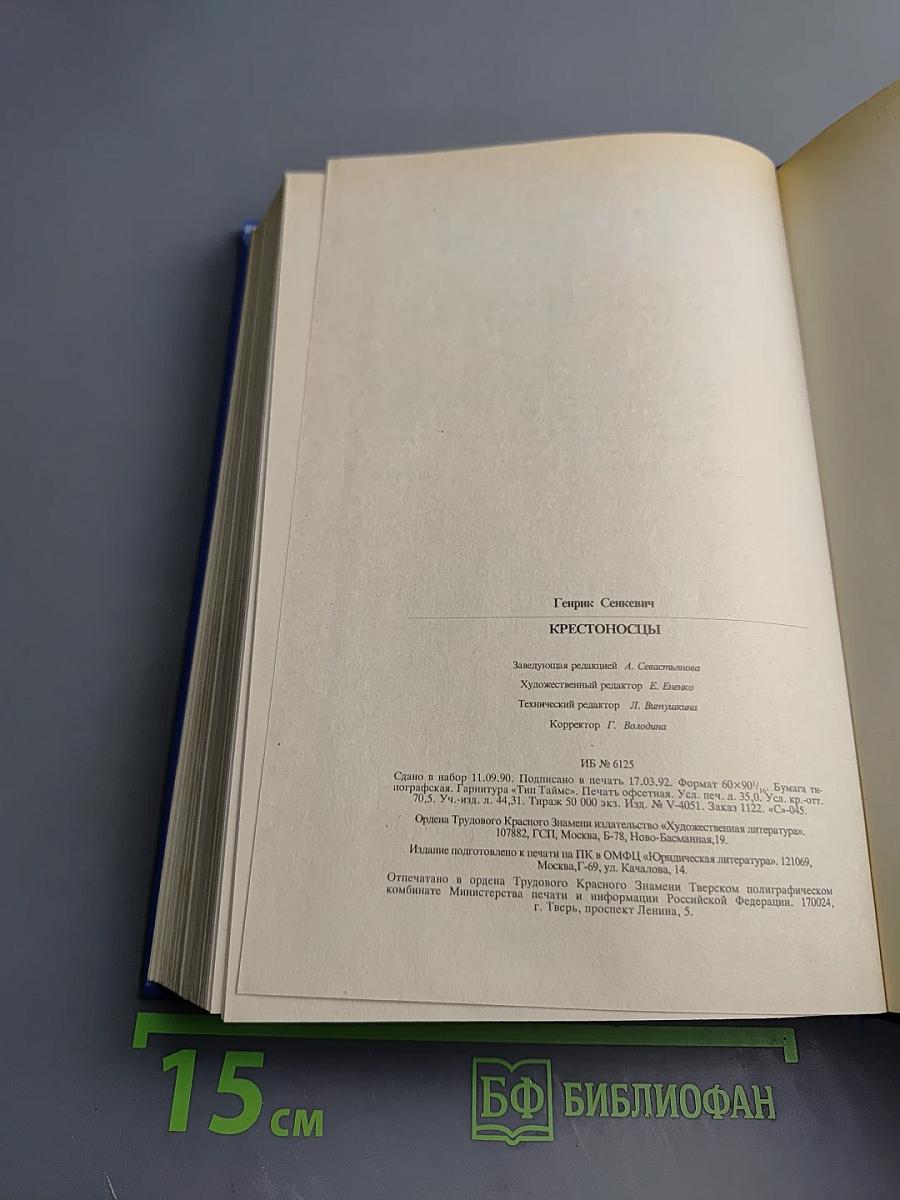 Генрик Сенкевич
КРЕСТОНОСЦЫ
Заведующая редакцией А. Севастьянова
Художественный редактор Е. Ененко
Технический редактор Л. Витушкина
Корректор Г. Володина
ИБ № 6125
Сдано в набор 11.09.90. Подписано в печать 17.03.92. Формат 60×90 1/16. Бумага ти-
пографская. Гарнитура «Тип Таймс». Печать офсетная. Усл. печ. л. 35,0. Усл. кр.-отт.
70,5. Уч.-изд. л. 44,31. Тираж 50 000 экз. Изд. № V-4051. Заказ 1122. «С»-045.
Ордена Трудового Красного Знамени издательство «Художественная литература».
107882, ГСП, Москва, Б-78, Ново-Басманная,19.
Издание подготовлено к печати на ПК в ОМФЦ «Юридическая литература». 121069,
Москва,Г-69, ул. Качалова, 14.
Отпечатано в ордена Трудового Красного Знамени Тверском полиграфическом
комбинате Министерства печати и информации Российской Федерации. 170024,
г. Тверь, проспект Ленина, 5.
15 см
БФ БИБЛИОФАН